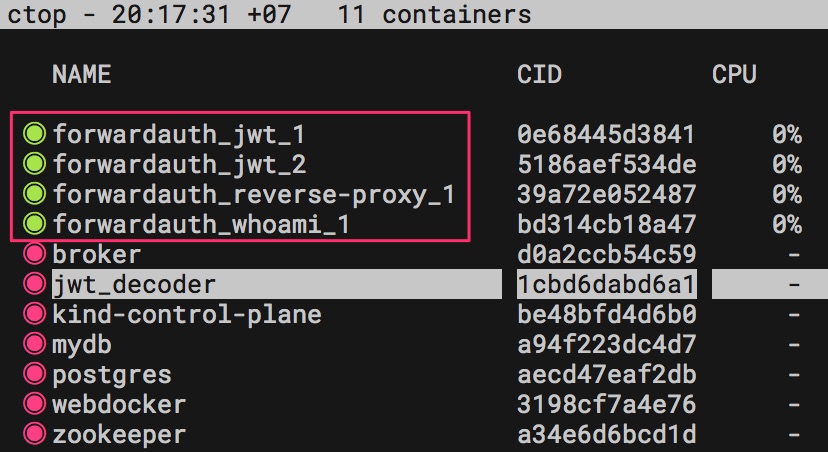 ctop - 20:17:31 +07 11 containers
NAME CID CPU
forwardauth_jwt_1 0e68445d3841 0%
forwardauth_jwt_2 5186aef534de 0%
forwardauth_reverse-proxy_1 39a72e052487 0%
forwardauth_whoami_1 bd314cb18a47 0%
broker d0a2ccb54c59 -
jwt_decoder 1cbd6dabd6a1 -
kind-control-plane be48bfd4d6b0 -
mydb a94f223dc4d7 -
postgres aecd47eaf2db -
webdocker 3198cf7a4e76 -
zookeeper a34e6d6bcd1d -